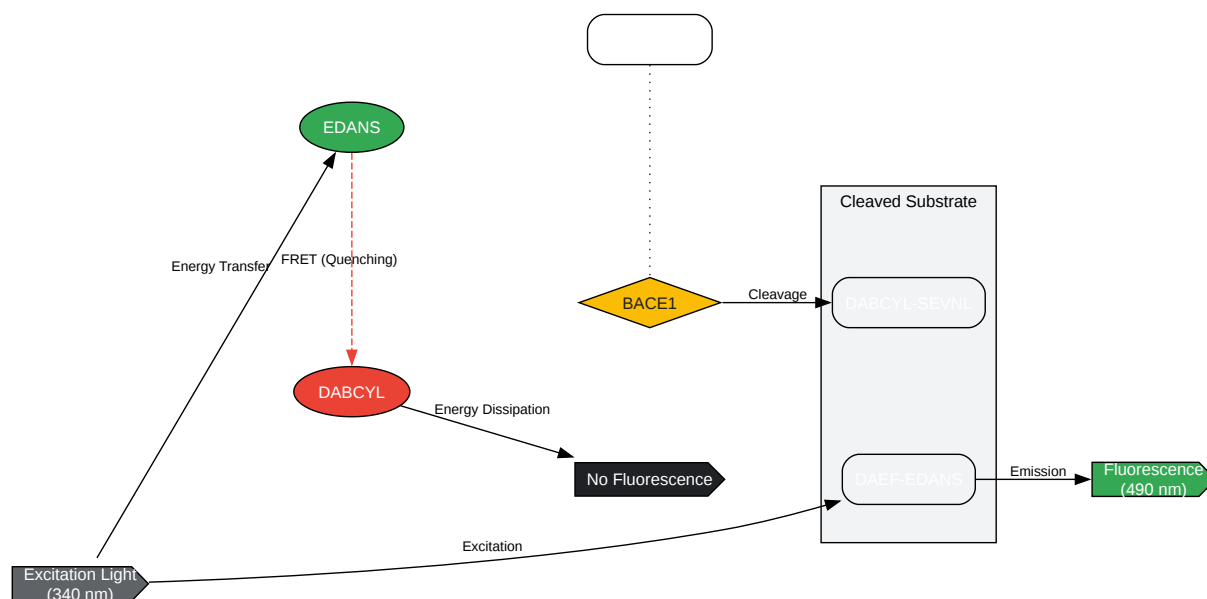 EDANS
Cleaved Substrate
Energy Transfer
FRET (Quenching)
BACE1
Cleavage
DABCYL-SEVNL
DABCYL
Energy Dissipation
No Fluorescence
DAEF-EDANS
Emission
Fluorescence
(490 nm)
Excitation
Excitation Light
(340 nm)